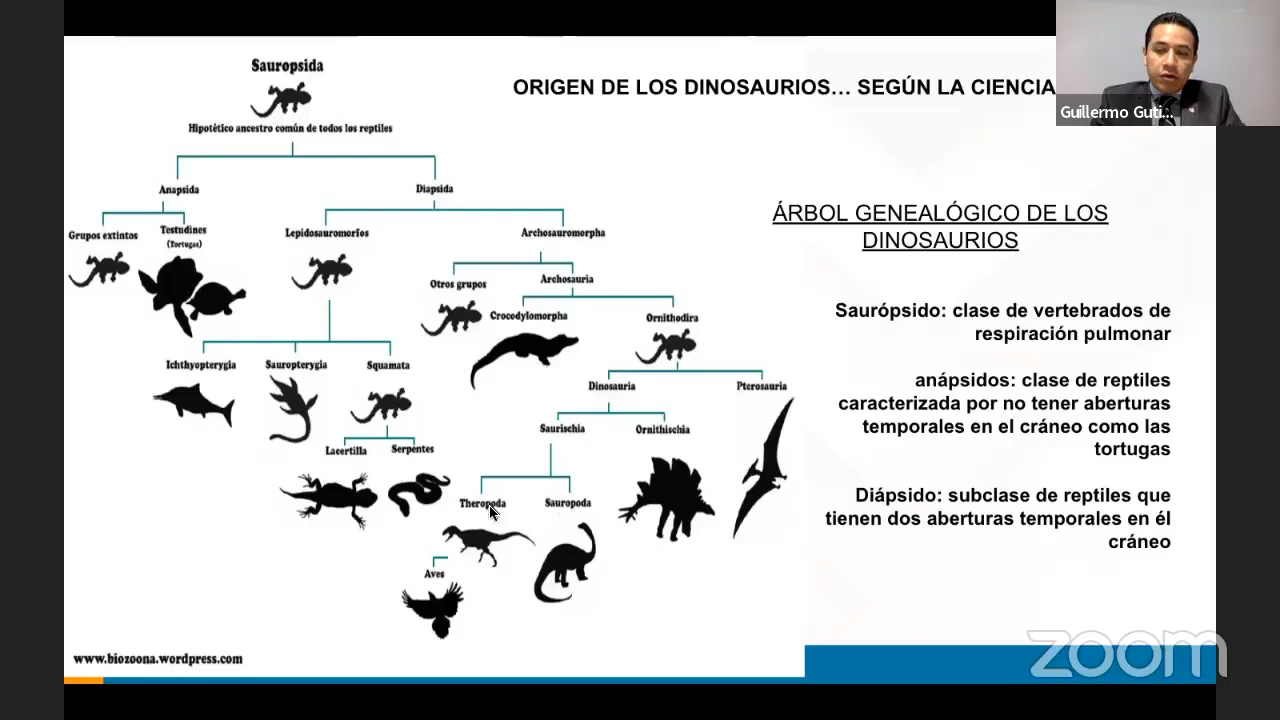 Sauropsida
Hipotético ancestro común de todos los reptiles
Anapsida
Diapsida
Grupos extintos
Testudines
(Tortugas)
Lepidosauromorfos
Archosauromorpha
Otros grupos
Archosauria
Crocodylomorpha
Ornithodira
Ichthyopterygia
Sauropterygia
Squamata
Dinosauria
Pterosauria
Lacertilla
Serpentes
Saurischia
Ornithischia
Theropoda
Sauropoda
Aves
www.biozoona.wordpress.com
ORIGEN DE LOS DINOSAURIOS... SEGÚN LA CIENCIA
ÁRBOL GENEALÓGICO DE LOS
DINOSAURIOS
Saurópsido: clase de vertebrados de
respiración pulmonar
anápsidos: clase de reptiles
caracterizada por no tener aberturas
temporales en el cráneo como las
tortugas
Diápsido: subclase de reptiles que
tienen dos aberturas temporales en él
cráneo
Guillermo Guti...
zoom